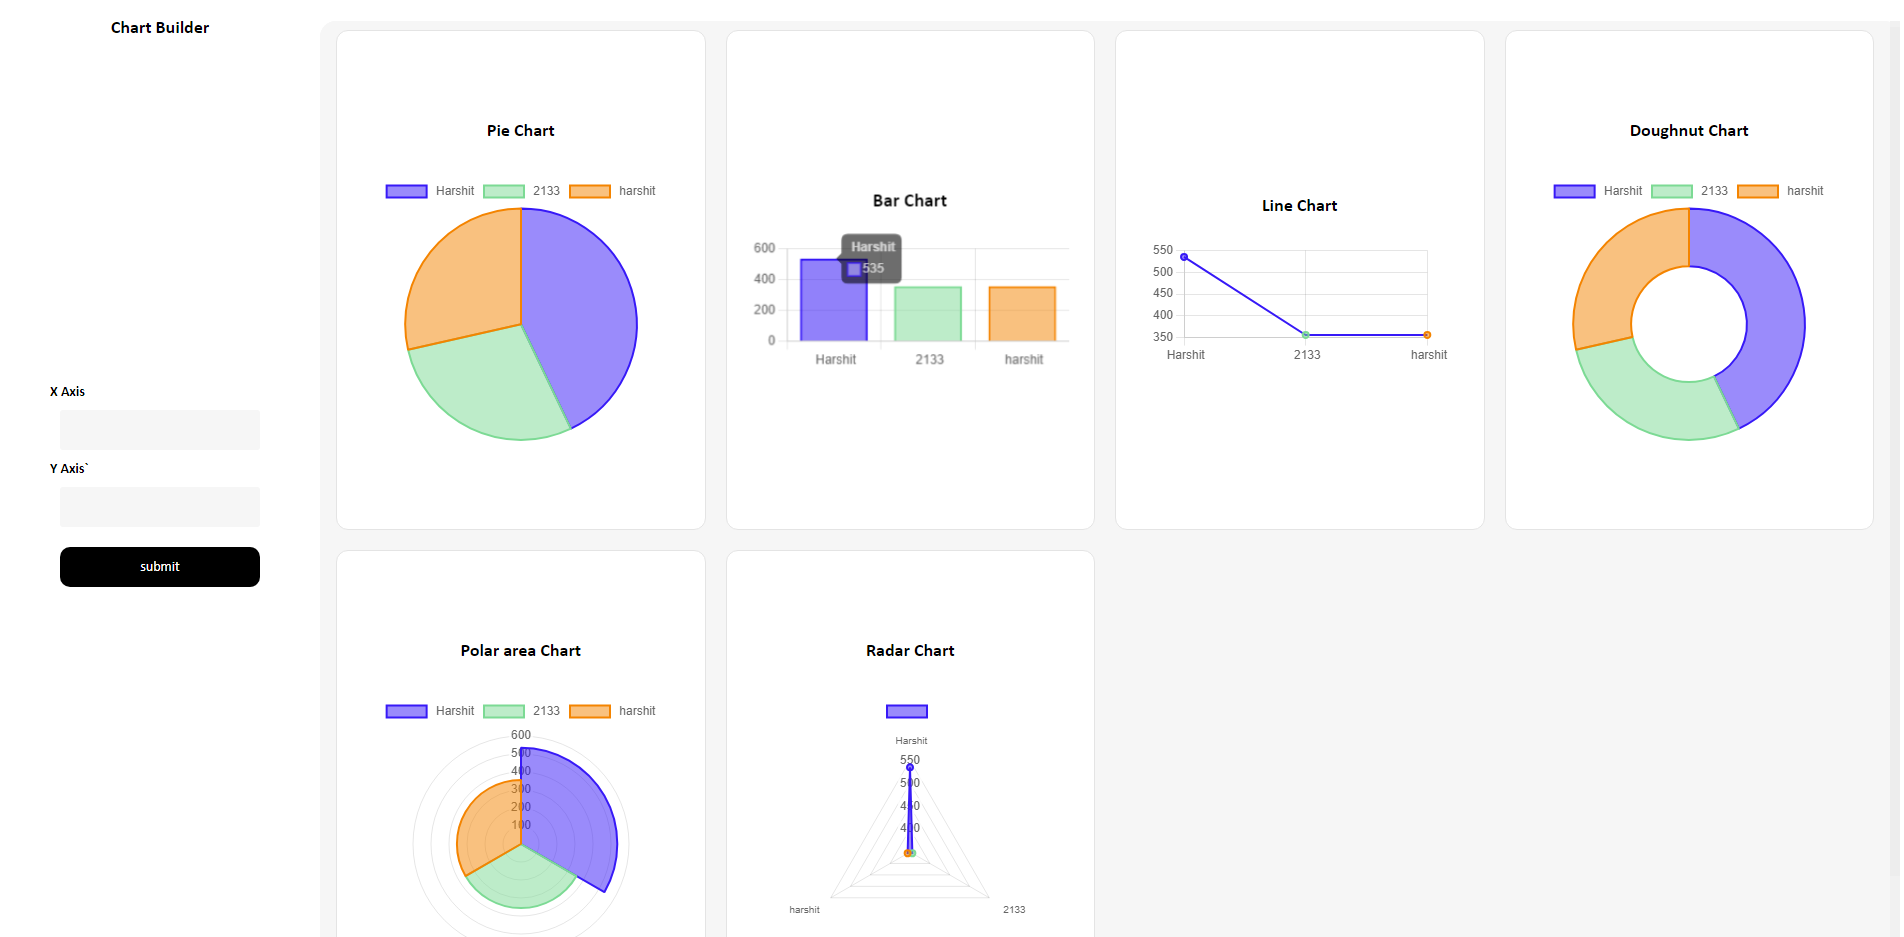 Chart Builder
X Axis
Y Axis`
submit
Pie Chart
Harshit 2133 harshit
Bar Chart
600
400
200
0
Harshit
535
Harshit 2133 harshit
Line Chart
550
500
450
400
350
Harshit 2133 harshit
Doughnut Chart
Harshit 2133 harshit
Polar area Chart
Harshit 2133 harshit
600
500
400
300
200
100
Radar Chart
Harshit
550
500
450
400
harshit 2133